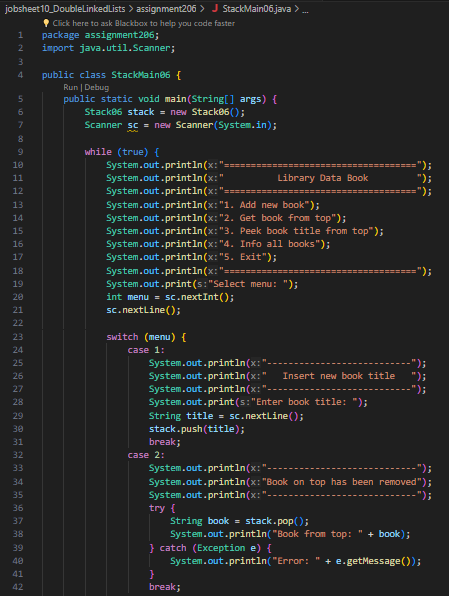 jobsheet10_DoubleLinkedLists > assignment206 > StackMain06.java > ...
Click here to ask Blackbox to help you code faster
1 package assignment206;
2 import java.util.Scanner;
3
4 public class StackMain06 {
Run | Debug
5 public static void main(String[] args) {
6 Stack06 stack = new Stack06();
7 Scanner sc = new Scanner(System.in);
8
9 while (true) {
10 System.out.println(x:"====================================");
11 System.out.println(x:"          Library Data Book         ");
12 System.out.println(x:"====================================");
13 System.out.println(x:"1. Add new book");
14 System.out.println(x:"2. Get book from top");
15 System.out.println(x:"3. Peek book title from top");
16 System.out.println(x:"4. Info all books");
17 System.out.println(x:"5. Exit");
18 System.out.println(x:"====================================");
19 System.out.print(s:"Select menu: ");
20 int menu = sc.nextInt();
21 sc.nextLine();
22
23 switch (menu) {
24 case 1:
25 System.out.println(x:"---------------------------");
26 System.out.println(x:"   Insert new book title   ");
27 System.out.println(x:"---------------------------");
28 System.out.print(s:"Enter book title: ");
29 String title = sc.nextLine();
30 stack.push(title);
31 break;
32 case 2:
33 System.out.println(x:"----------------------------");
34 System.out.println(x:"Book on top has been removed");
35 System.out.println(x:"----------------------------");
36 try {
37 String book = stack.pop();
38 System.out.println("Book from top: " + book);
39 } catch (Exception e) {
40 System.out.println("Error: " + e.getMessage());
41 }
42 break;